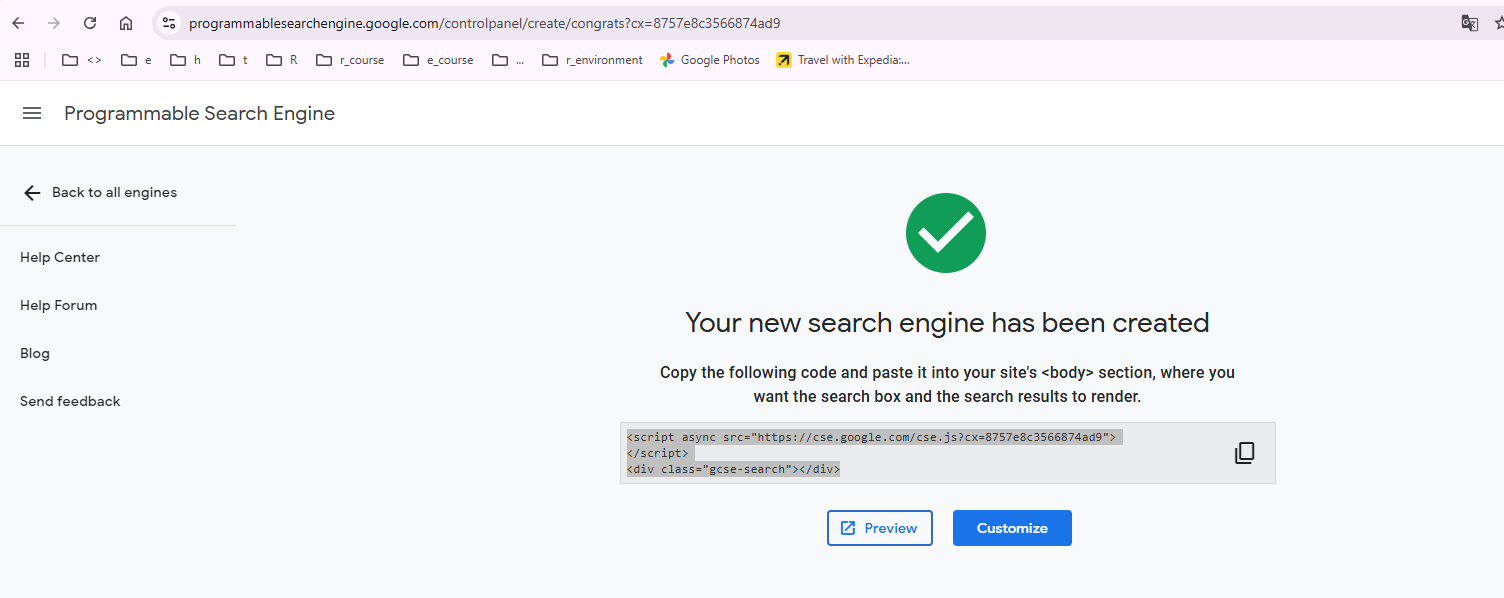 programmablesearchengine.google.com/controlpanel/create/congrats?cx=8757e8c3566874ad9
<> e h t R r_course e_course ... r_environment Google Photos Travel with Expedia:...
Programmable Search Engine
Back to all engines
Help Center
Help Forum
Blog
Send feedback
Your new search engine has been created
Copy the following code and paste it into your site's <body> section, where you
want the search box and the search results to render.
<script async src="https://cse.google.com/cse.js?cx=8757e8c3566874ad9">
</script>
<div class="gcse-search"></div>
Preview
Customize